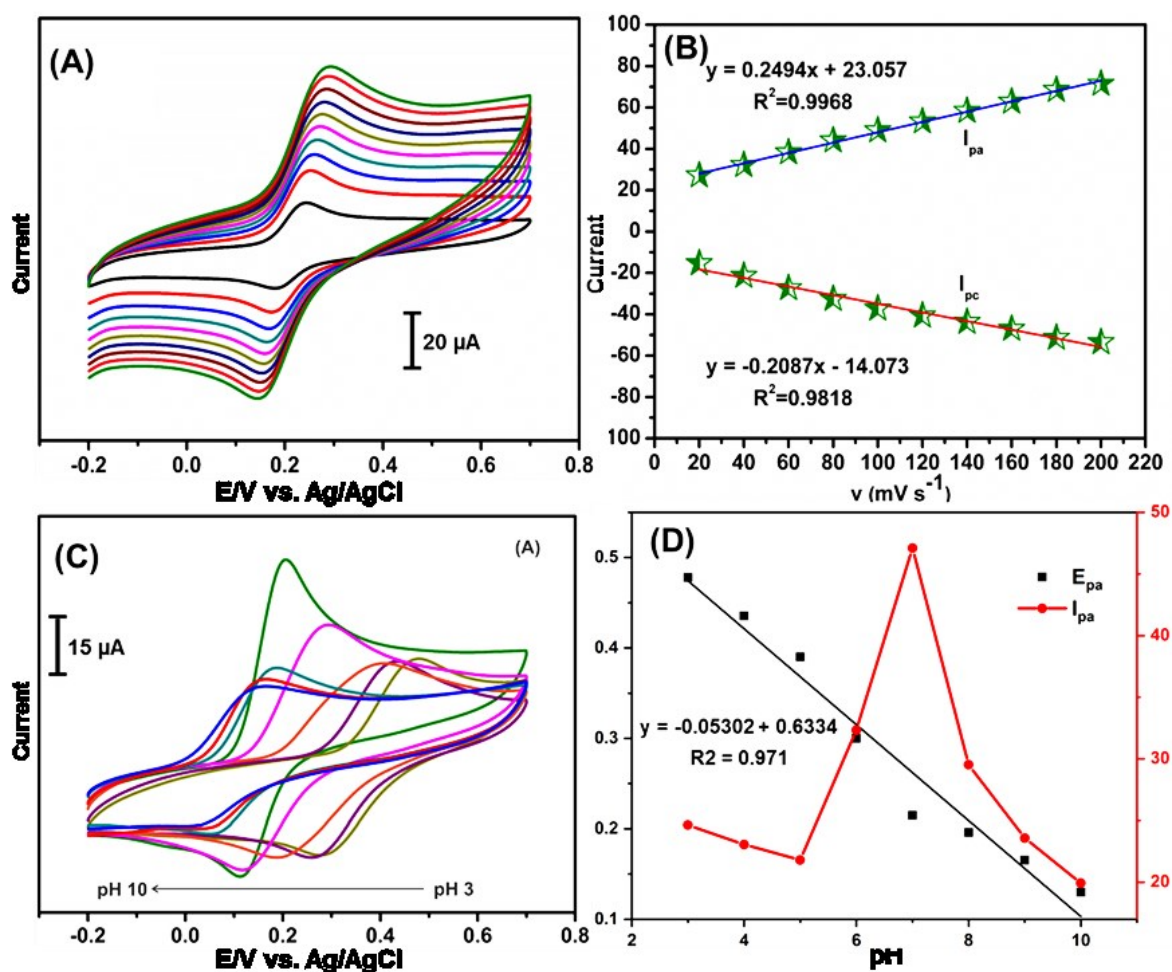 (A)
Current
20 µA
-0.2 0.0 0.2 0.4 0.6 0.8
E/V vs. Ag/AgCl
(B)
y = 0.2494x + 23.057
R²=0.9968
Ipa
Ipc
y = -0.2087x - 14.073
R²=0.9818
Current
100
80
60
40
20
0
-20
-40
-60
-80
100
0 20 40 60 80 100 120 140 160 180 200 220
v (mV s⁻¹)
(C)
(A)
15 µA
Current
pH 10
pH 3
-0.2 0.0 0.2 0.4 0.6 0.8
E/V vs. Ag/AgCl
(D)
Epa
Ipa
y = -0.05302 + 0.6334
R2 = 0.971
0.5
0.4
0.3
0.2
0.1
50
40
30
20
2 4 6 8 10
pH